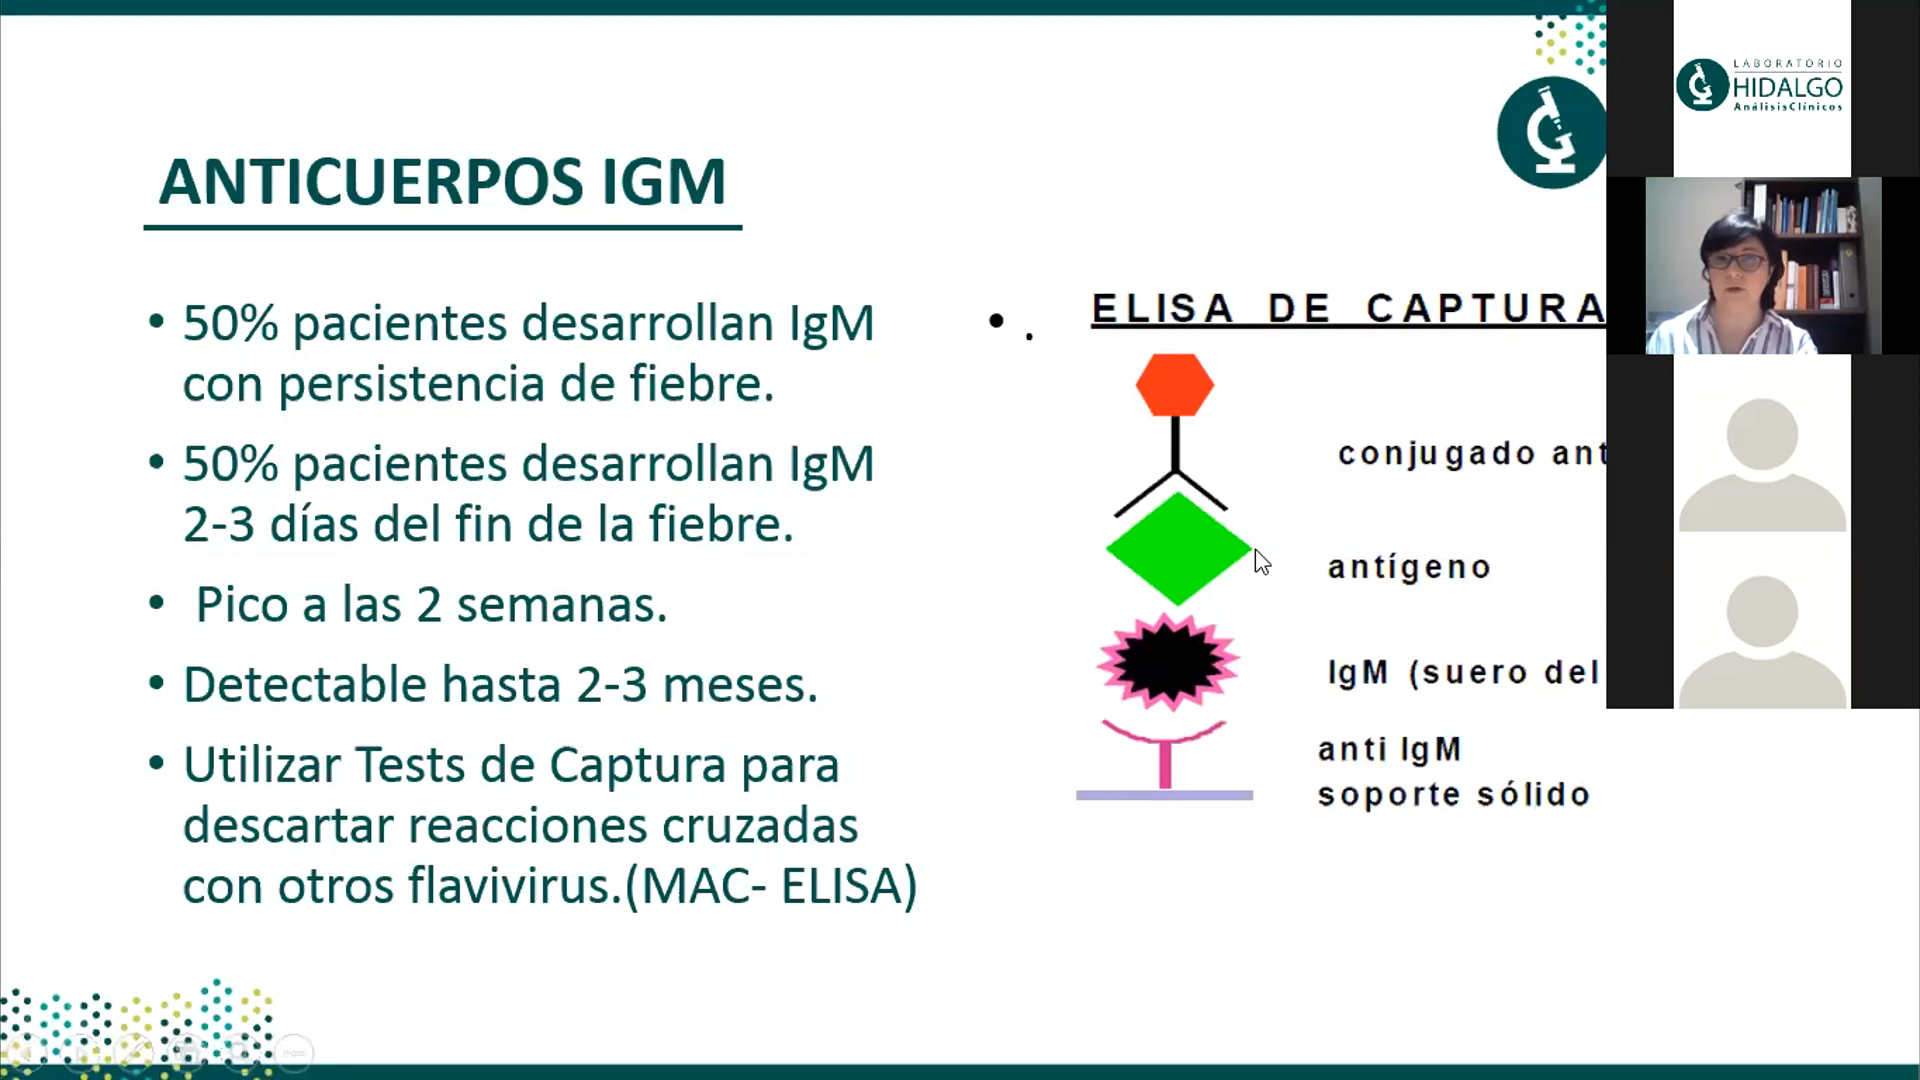 ANTICUERPOS IGM
• 50% pacientes desarrollan IgM
con persistencia de fiebre.
• 50% pacientes desarrollan IgM
2-3 días del fin de la fiebre.
• Pico a las 2 semanas.
• Detectable hasta 2-3 meses.
• Utilizar Tests de Captura para
descartar reacciones cruzadas
con otros flavivirus.(MAC- ELISA)
• .
ELISA DE CAPTURA
conjugado ant
antígeno
IgM (suero del
anti IgM
soporte sólido
LABORATORIO
HIDALGO
AnálisisClínicos